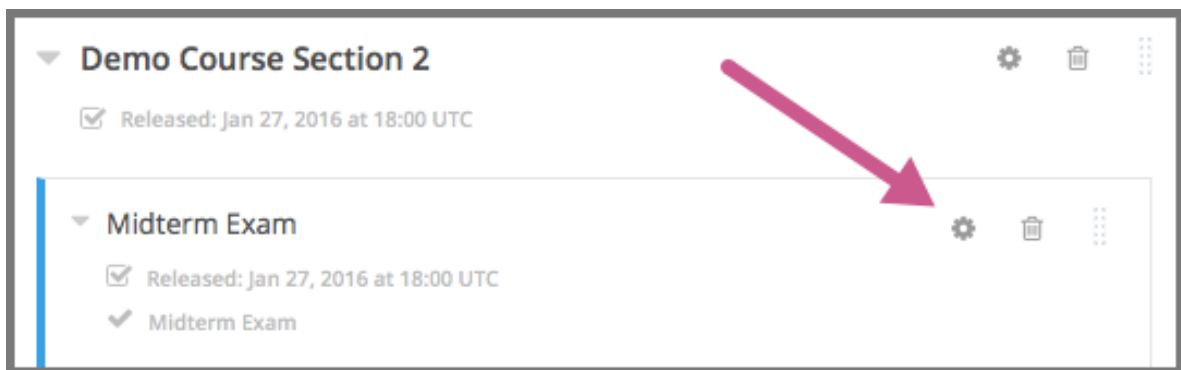 Demo Course Section 2
Released: Jan 27, 2016 at 18:00 UTC
Midterm Exam
Released: Jan 27, 2016 at 18:00 UTC
Midterm Exam